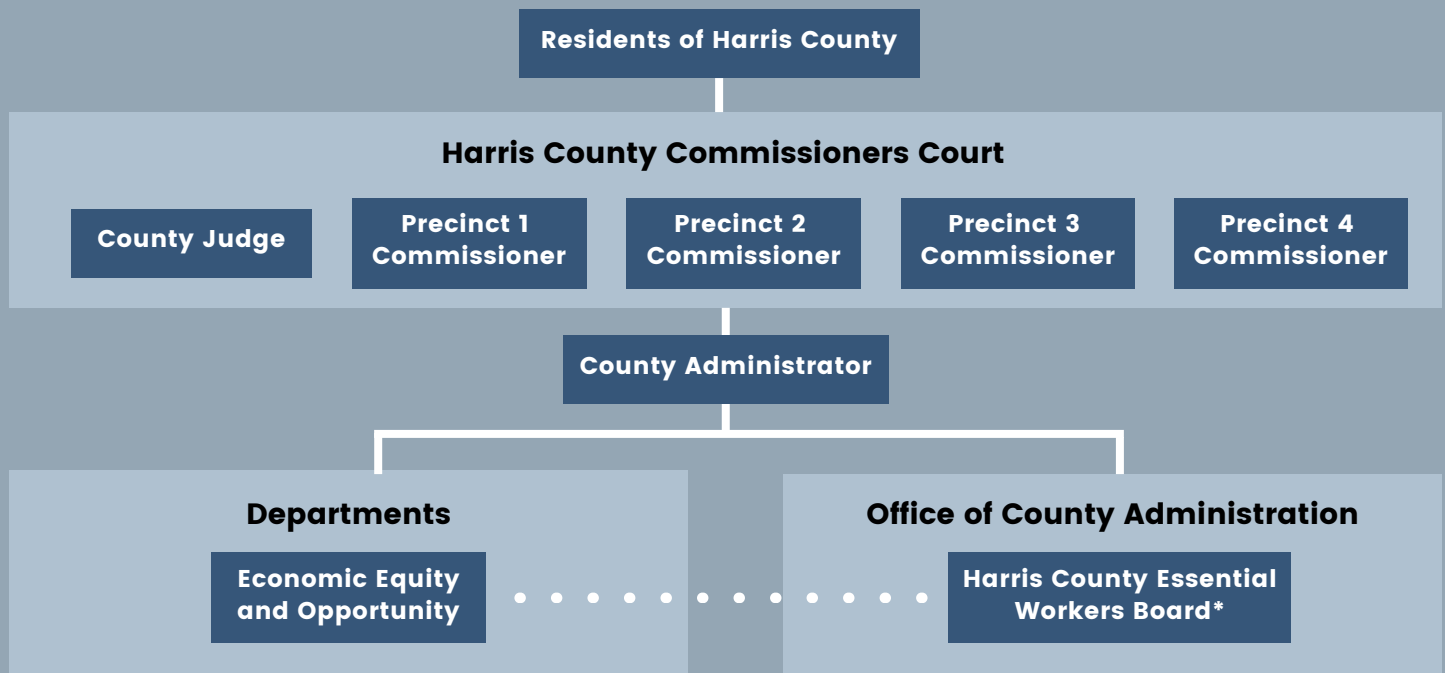 Residents of Harris County
Harris County Commissioners Court
County Judge
Precinct 1
Commissioner
Precinct 2
Commissioner
Precinct 3
Commissioner
Precinct 4
Commissioner
County Administrator
Departments
Economic Equity
and Opportunity
Office of County Administration
Harris County Essential
Workers Board*